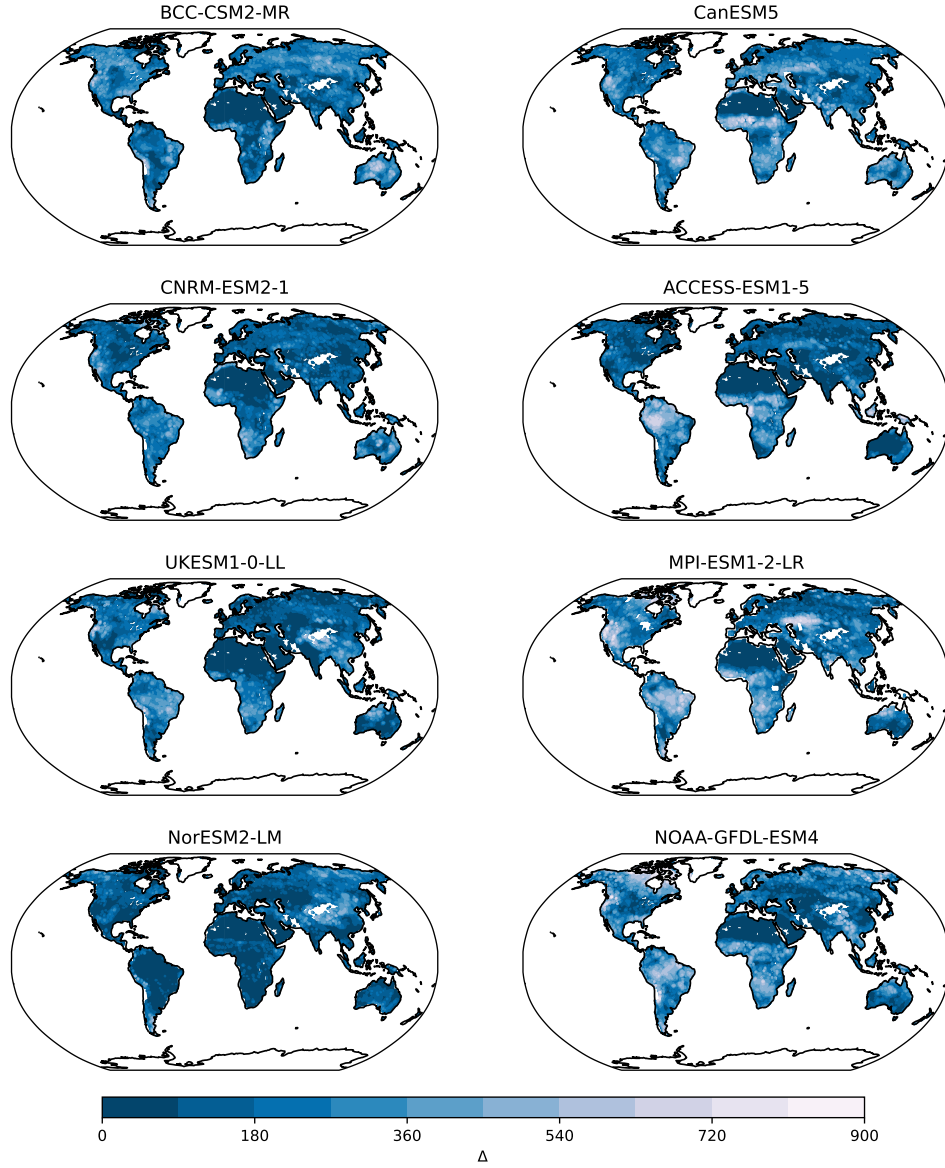 BCC-CSM2-MR
CanESM5
CNRM-ESM2-1
ACCESS-ESM1-5
UKESM1-0-LL
MPI-ESM1-2-LR
NorESM2-LM
NOAA-GFDL-ESM4
0 180 360 540 720 900
Δ